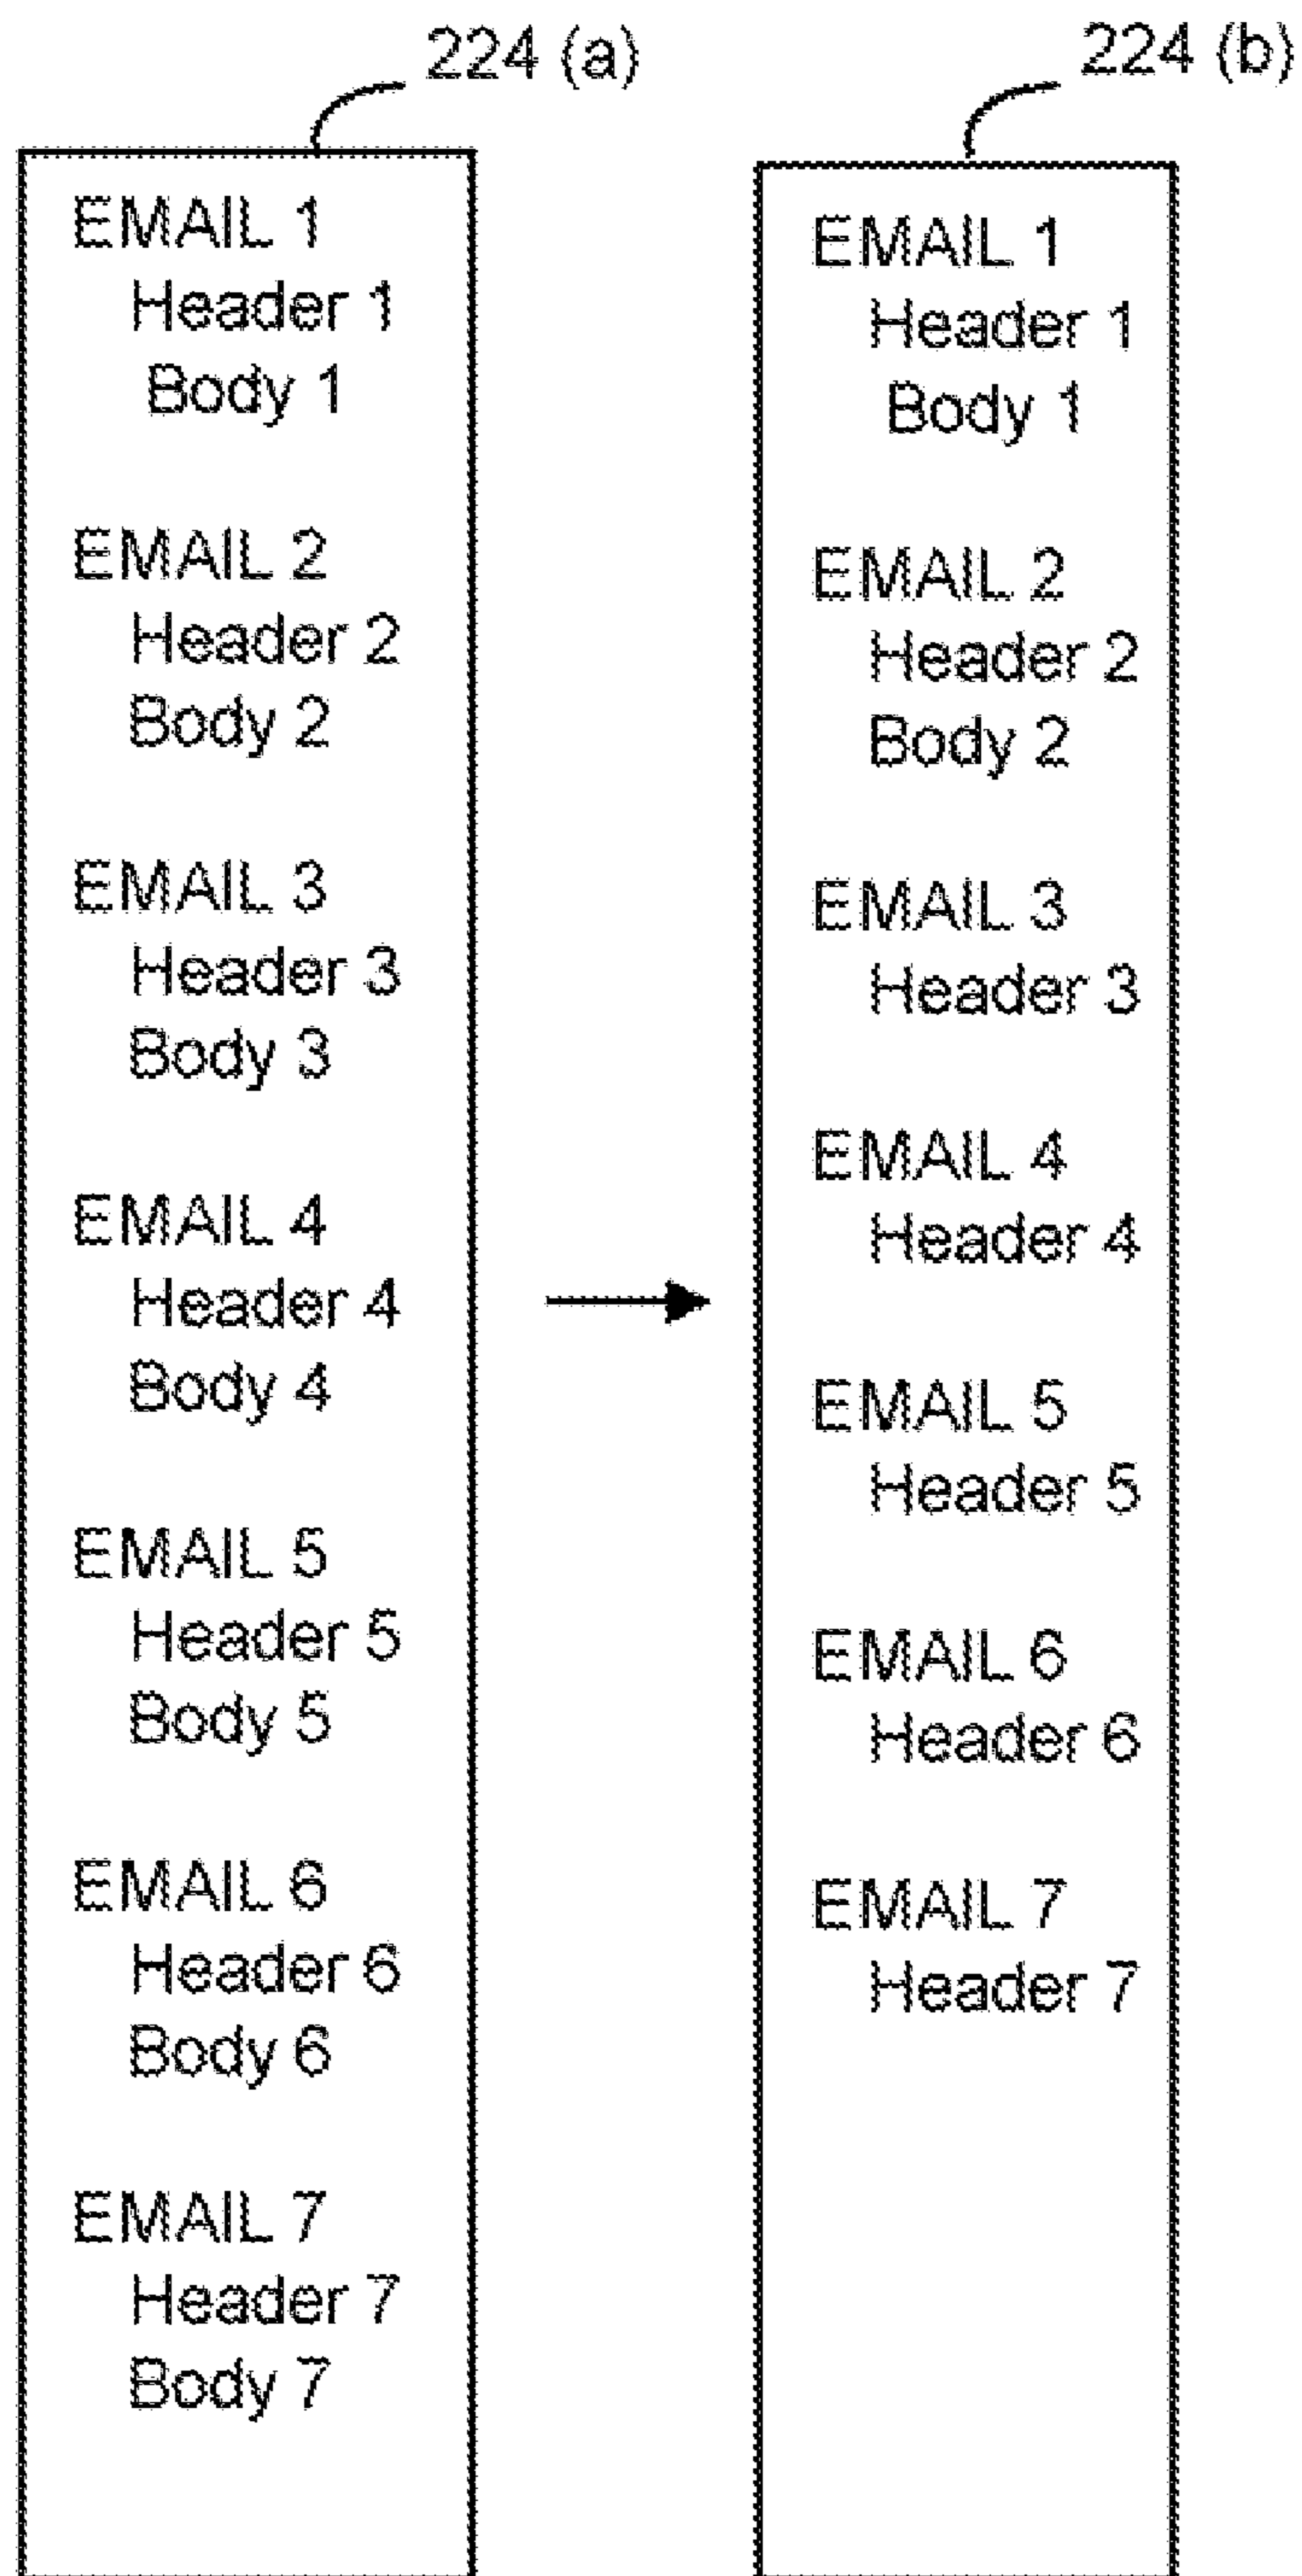 224 (a)
EMAIL 1
Header 1
Body 1
EMAIL 2
Header 2
Body 2
EMAIL 3
Header 3
Body 3
EMAIL 4
Header 4
Body 4
EMAIL 5
Header 5
Body 5
EMAIL 6
Header 6
Body 6
EMAIL 7
Header 7
Body 7
224 (b)
EMAIL 1
Header 1
Body 1
EMAIL 2
Header 2
Body 2
EMAIL 3
Header 3
EMAIL 4
Header 4
EMAIL 5
Header 5
EMAIL 6
Header 6
EMAIL 7
Header 7